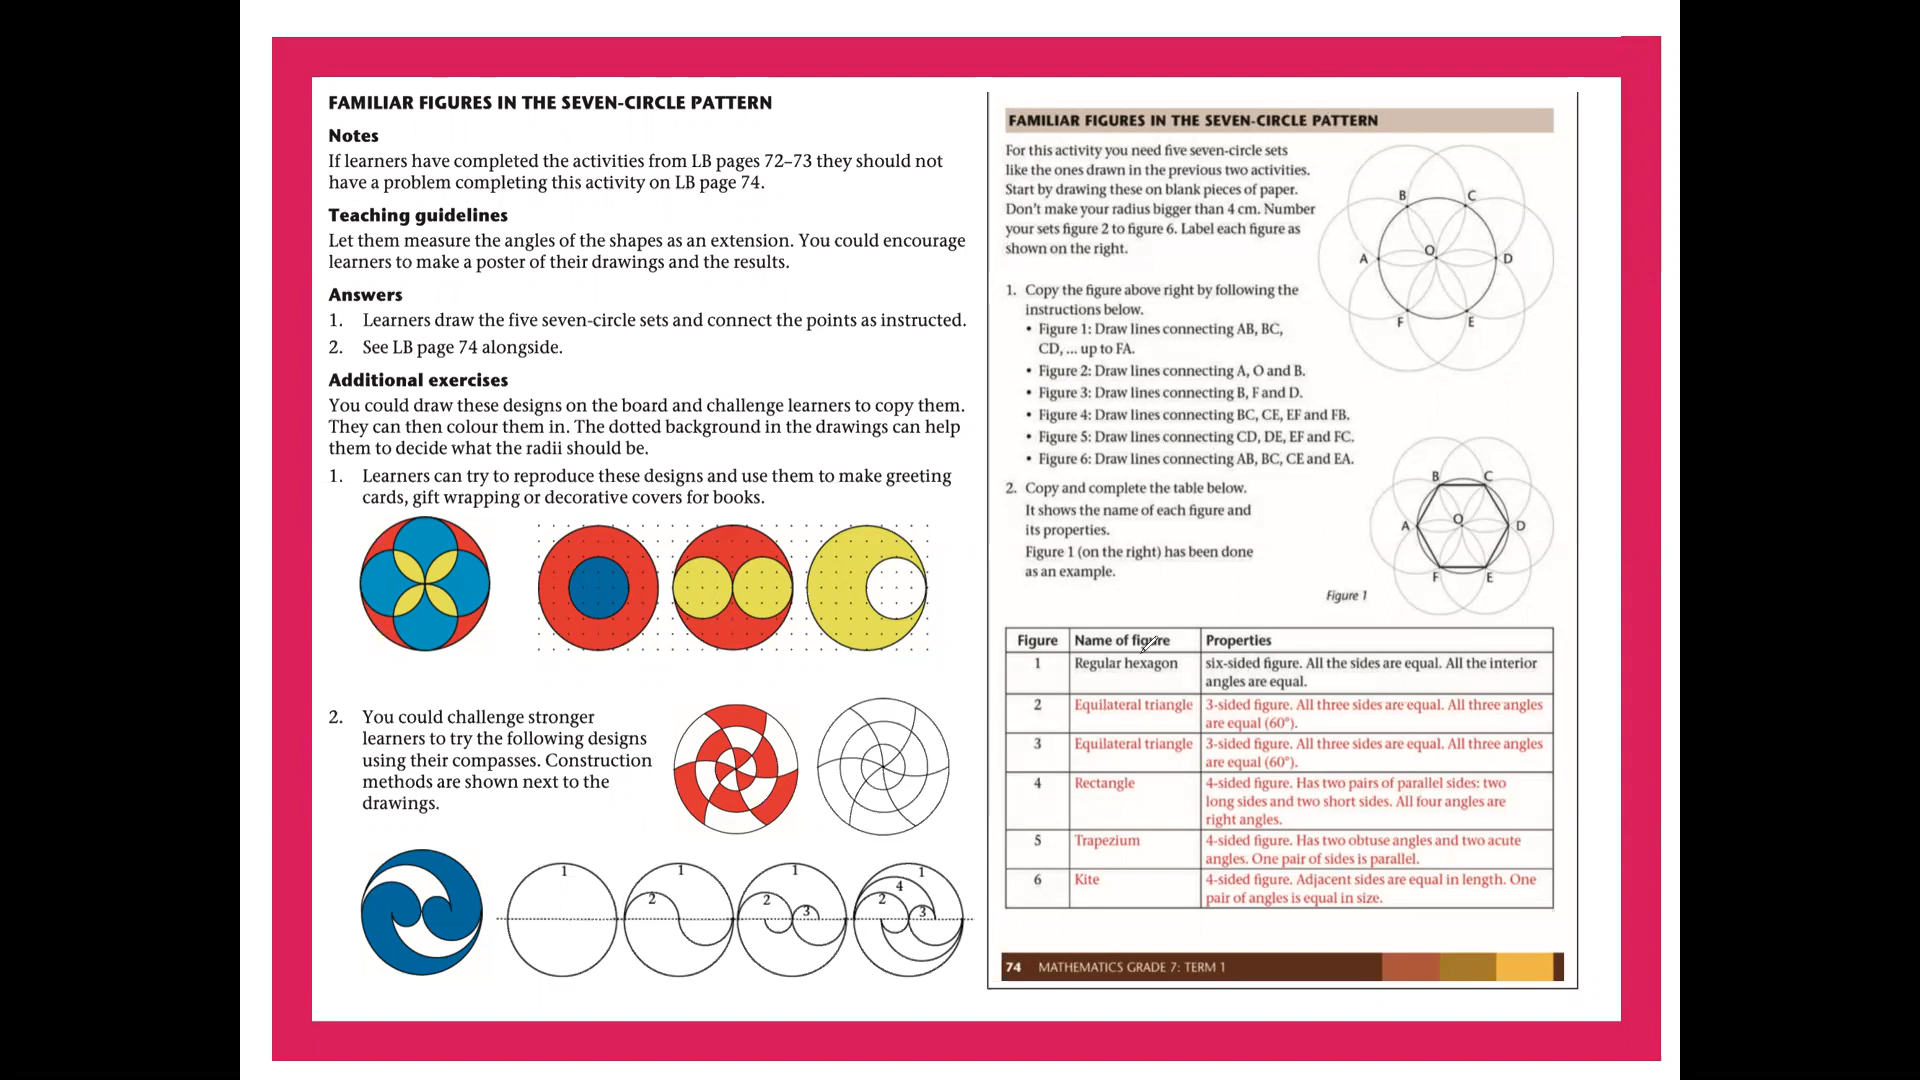 FAMILIAR FIGURES IN THE SEVEN-CIRCLE PATTERN
Notes
If learners have completed the activities from LB pages 72–73 they should not
have a problem completing this activity on LB page 74.
Teaching guidelines
Let them measure the angles of the shapes as an extension. You could encourage
learners to make a poster of their drawings and the results.
Answers
1. Learners draw the five seven-circle sets and connect the points as instructed.
2. See LB page 74 alongside.
Additional exercises
You could draw these designs on the board and challenge learners to copy them.
They can then colour them in. The dotted background in the drawings can help
them to decide what the radii should be.
1. Learners can try to reproduce these designs and use them to make greeting
cards, gift wrapping or decorative covers for books.
2. You could challenge stronger
learners to try the following designs
using their compasses. Construction
methods are shown next to the
drawings.
1
1
2
1
2
3
1
4
2
3
FAMILIAR FIGURES IN THE SEVEN-CIRCLE PATTERN
For this activity you need five seven-circle sets
like the ones drawn in the previous two activities.
Start by drawing these on blank pieces of paper.
Don't make your radius bigger than 4 cm. Number
your sets figure 2 to figure 6. Label each figure as
shown on the right.
B C
O
A D
F E
1. Copy the figure above right by following the
instructions below.
• Figure 1: Draw lines connecting AB, BC,
CD, ... up to FA.
• Figure 2: Draw lines connecting A, O and B.
• Figure 3: Draw lines connecting B, F and D.
• Figure 4: Draw lines connecting BC, CE, EF and FB.
• Figure 5: Draw lines connecting CD, DE, EF and FC.
• Figure 6: Draw lines connecting AB, BC, CE and EA.
2. Copy and complete the table below.
It shows the name of each figure and
its properties.
Figure 1 (on the right) has been done
as an example.
B C
O
A D
F E
Figure 1
Figure Name of figure Properties
1 Regular hexagon six-sided figure. All the sides are equal. All the interior
angles are equal.
2 Equilateral triangle 3-sided figure. All three sides are equal. All three angles
are equal (60°).
3 Equilateral triangle 3-sided figure. All three sides are equal. All three angles
are equal (60°).
4 Rectangle 4-sided figure. Has two pairs of parallel sides: two
long sides and two short sides. All four angles are
right angles.
5 Trapezium 4-sided figure. Has two obtuse angles and two acute
angles. One pair of sides is parallel.
6 Kite 4-sided figure. Adjacent sides are equal in length. One
pair of angles is equal in size.
74 MATHEMATICS GRADE 7: TERM 1